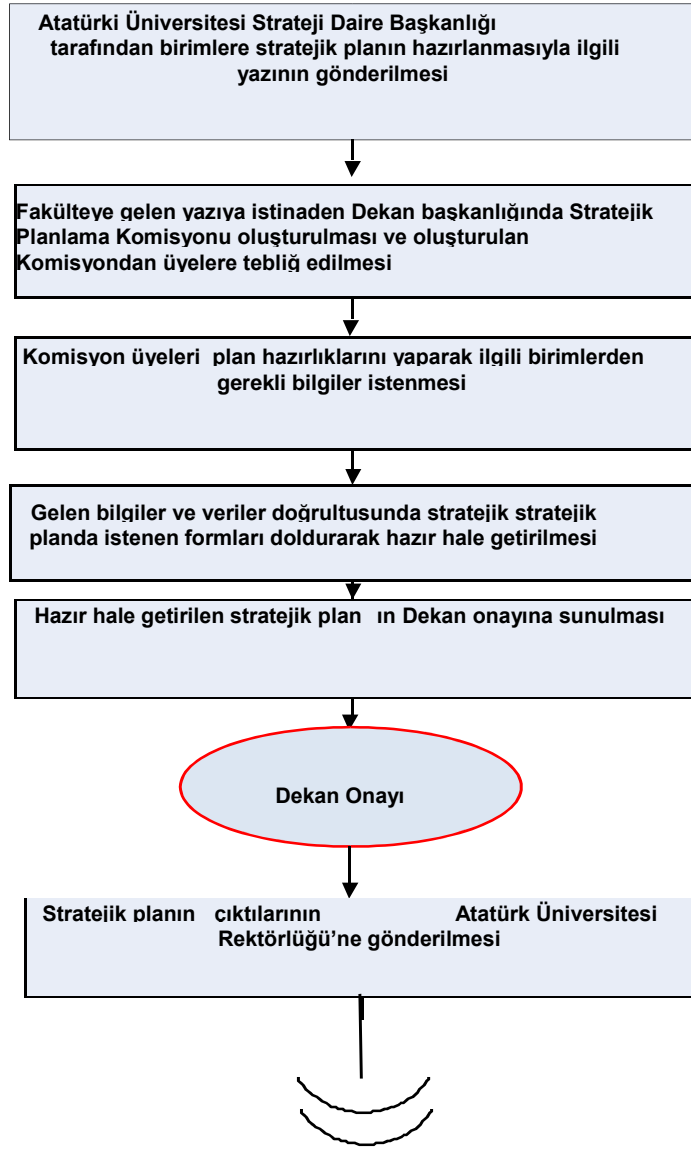 Atatürki Üniversitesi Strateji Daire Başkanlığı
tarafından birimlere stratejik planın hazırlanmasıyla ilgili
yazının gönderilmesi
Fakülteye gelen yazıya istinaden Dekan başkanlığında Stratejik
Planlama Komisyonu oluşturulması ve oluşturulan
Komisyondan üyelere tebliğ edilmesi
Komisyon üyeleri plan hazırlıklarını yaparak ilgili birimlerden
gerekli bilgiler istenmesi
Gelen bilgiler ve veriler doğrultusunda stratejik stratejik
planda istenen formları doldurarak hazır hale getirilmesi
Hazır hale getirilen stratejik plan ın Dekan onayına sunulması
Dekan Onayı
Stratejik planın çıktılarının Atatürk Üniversitesi
Rektörlüğü’ne gönderilmesi